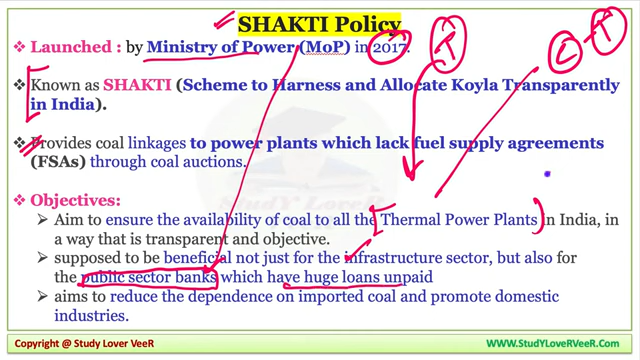 SHAKTI Policy
Launched : by Ministry of Power (MoP) in 2017.
T
C - T
Known as SHAKTI (Scheme to Harness and Allocate Koyla Transparently
in India).
Provides coal linkages to power plants which lack fuel supply agreements
(FSAs) through coal auctions.
Study Lover
Objectives:
Aim to ensure the availability of coal to all the Thermal Power Plants in India, in
a way that is transparent and objective.
supposed to be beneficial not just for the infrastructure sector, but also for
the public sector banks which have huge loans unpaid
aims to reduce the dependence on imported coal and promote domestic
industries.
Copyright @ Study Lover VeeR
WWW.StudyLoverVeeR.Com